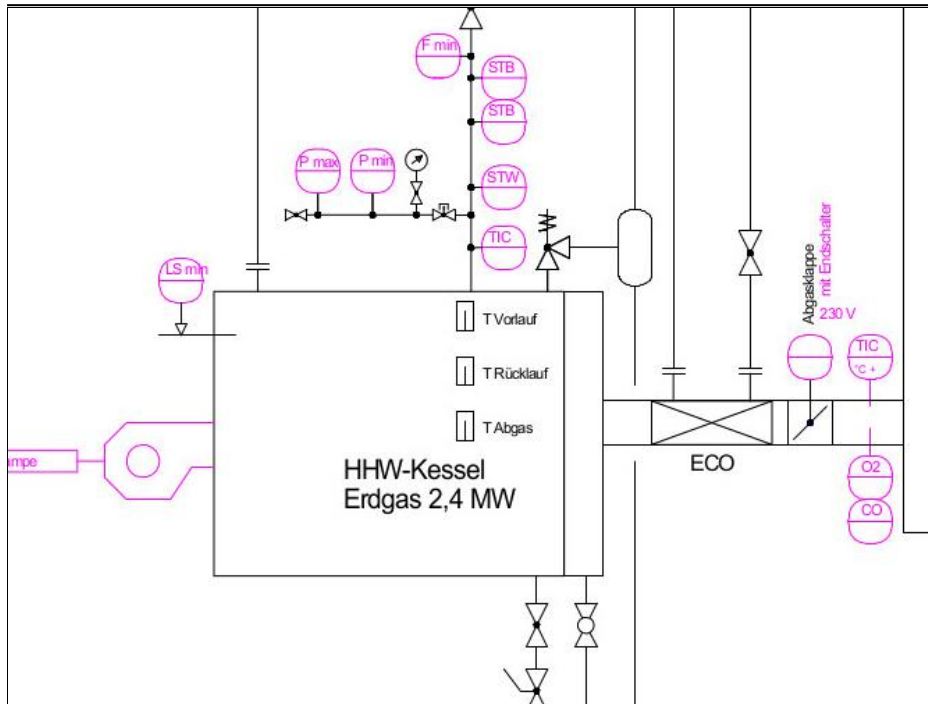 F min
STB
STB
P max
P min
STW
TIC
LS min
T Vorlauf
T Rücklauf
T Abgas
HHW-Kessel
Erdgas 2,4 MW
ECO
Abgasklappe
mit Endschalter
230 V
TIC
°C +
O2
CO